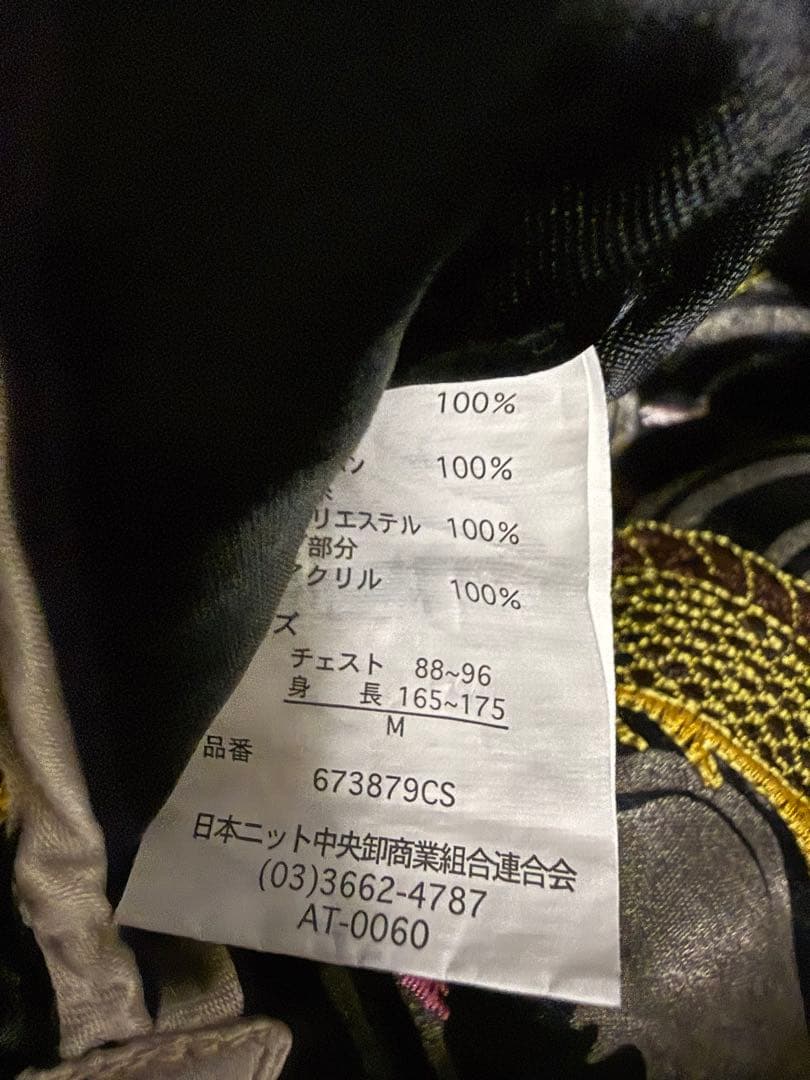 100%
100%
リエステル 100%
部分
クリル 100%
ズ
チェスト 88~96
身 長 165~175
M
品番
673879CS
日本ニット中央卸商業組合連合会
(03)3662-4787
AT-0060